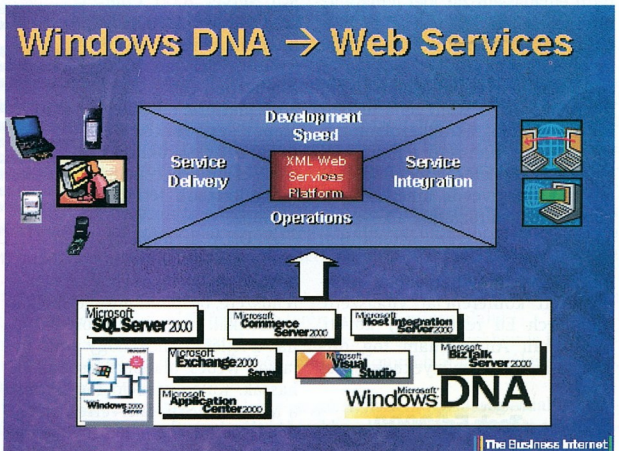 Windows DNA → Web Services
Development
Speed
Service
Delivery
XML Web
Services
Platform
Service
Integration
Operations
Microsoft
SQL Server 2000
Microsoft
Commerce
Server 2000
Microsoft
Host Integration
Server 2000
Microsoft
Windows 2000
Server
Microsoft
Exchange 2000
Server
Microsoft
Visual
Studio
Microsoft
BizTalk
Server 2000
Microsoft
Application
Center 2000
Microsoft
Windows DNA
The Business Internet